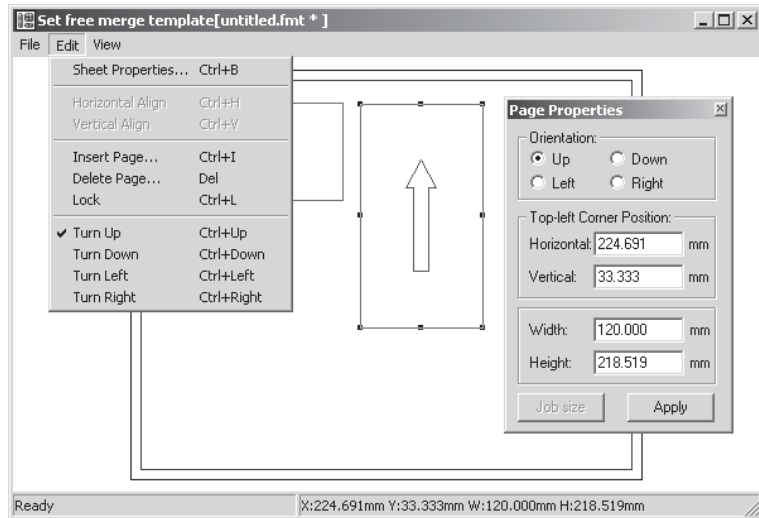 Set free merge template[untitled.fmt * ]
File Edit View
Sheet Properties... Ctrl+B
Horizontal Align Ctrl+H
Vertical Align Ctrl+V
Insert Page... Ctrl+I
Delete Page... Del
Lock Ctrl+L
Turn Up Ctrl+Up
Turn Down Ctrl+Down
Turn Left Ctrl+Left
Turn Right Ctrl+Right
Page Properties
Orientation:
Up Down
Left Right
Top-left Corner Position:
Horizontal: 224.691 mm
Vertical: 33.333 mm
Width: 120.000 mm
Height: 218.519 mm
Job size Apply
Ready X:224.691mm Y:33.333mm W:120.000mm H:218.519mm